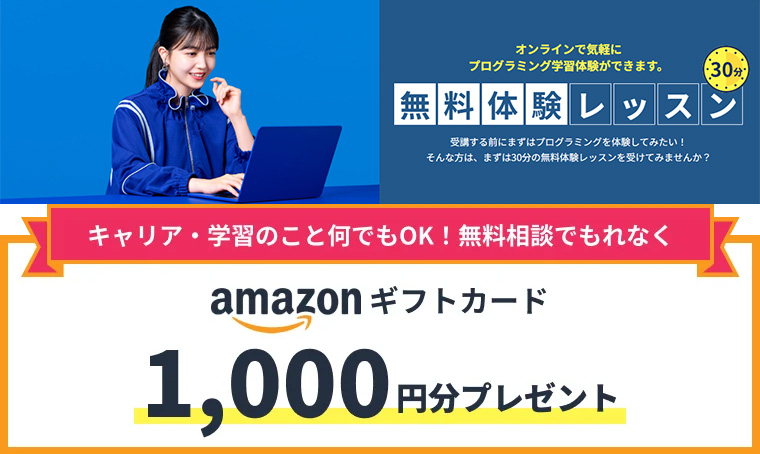 オンラインで気軽に
プログラミング学習体験ができます。
30分
無料体験レッスン
受講する前にまずはプログラミングを体験してみたい！
そんな方は、まずは30分の無料体験レッスンを受けてみませんか？
キャリア・学習のこと何でもOK！無料相談でもれなく
amazon ギフトカード
1,000円分プレゼント